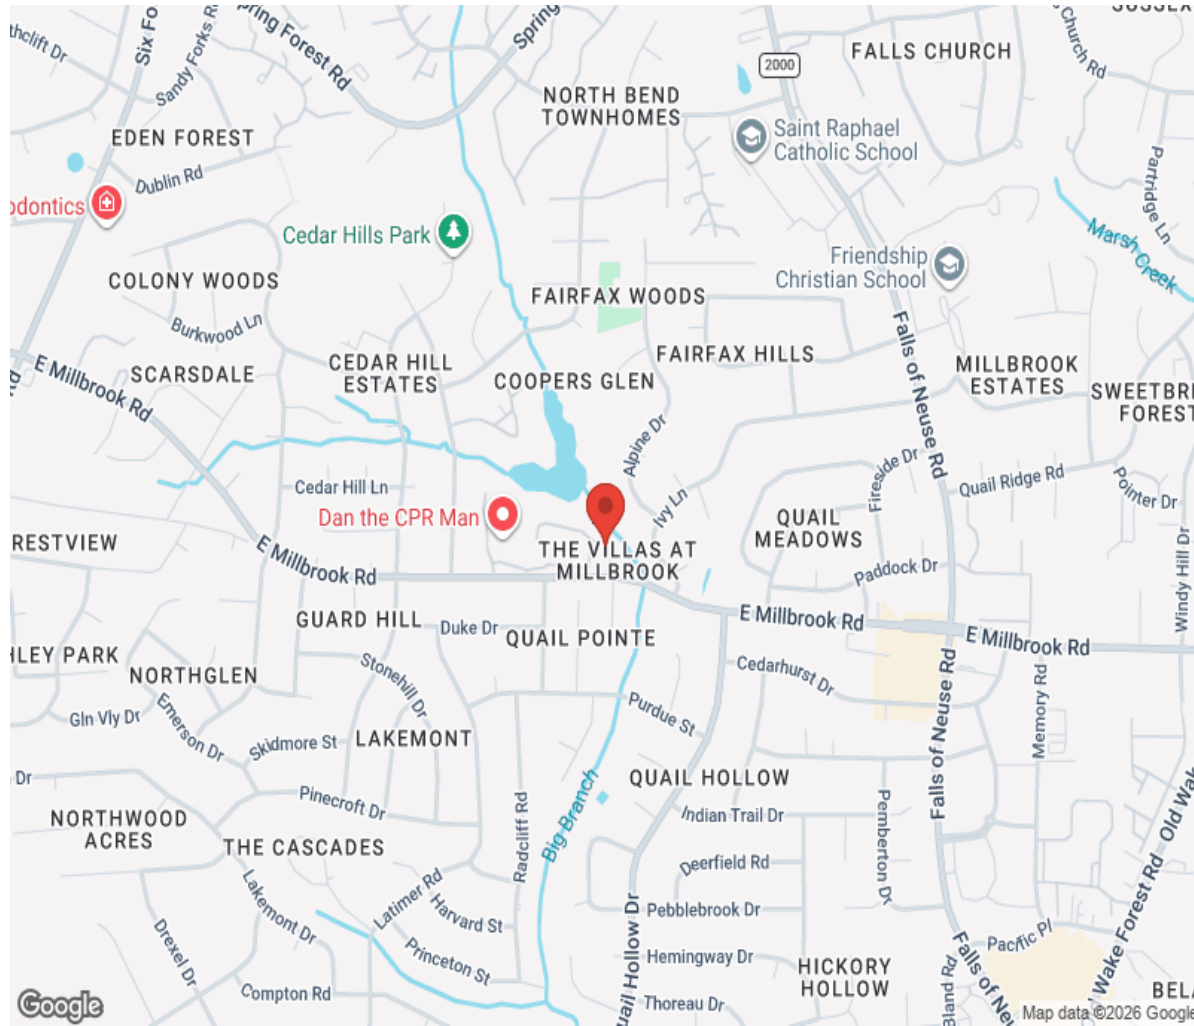 SUSSEX
Six Fo
Spring Forest Rd
Spring
thclift Dr
Sandy Forks Rd
2000
FALLS CHURCH
Church Rd
NORTH BEND
TOWNHOMES
EDEN FOREST
Saint Raphael
Catholic School
Dublin Rd
Partridge Ln
odontics
Cedar Hills Park
Marsh Creek
Friendship
Christian School
COLONY WOODS
FAIRFAX WOODS
Burkwood Ln
Falls of Neuse Rd
E Millbrook Rd
SCARSDALE
CEDAR HILL
ESTATES
COOPERS GLEN
FAIRFAX HILLS
MILLBROOK
ESTATES
SWEETBRI
FOREST
Rd
Alpine Dr
Fireside Dr
Quail Ridge Rd
Pointer Dr
Cedar Hill Ln
Ivy Ln
Dan the CPR Man
QUAIL
MEADOWS
RESTVIEW
E Millbrook Rd
THE VILLAS AT
MILLBROOK
Paddock Dr
Windy Hill Dr
GUARD HILL
Duke Dr
QUAIL POINTE
E Millbrook Rd
E Millbrook Rd
HLEY PARK
NORTHGLEN
Stonehill Dr
Cedarhurst Dr
Falls of Neuse Rd
Memory Rd
Gln Vly Dr
Emerson Dr
Skidmore St
LAKEMONT
Purdue St
Dr
QUAIL HOLLOW
Pinecroft Dr
Radcliff Rd
Big Branch
Indian Trail Dr
Pemberton Dr
NORTHWOOD
ACRES
THE CASCADES
Deerfield Rd
Old Wake
Wake Forest Rd
Latimer Rd
Lakemont Dr
Harvard St
Pebblebrook Dr
Drexel Dr
Princeton St
Quail Hollow Dr
Hemingway Dr
HICKORY
HOLLOW
Pacific Pl
Falls of Neu
Bland Rd
Compton Rd
Thoreau Dr
BELA
Google
Map data ©2026 Google